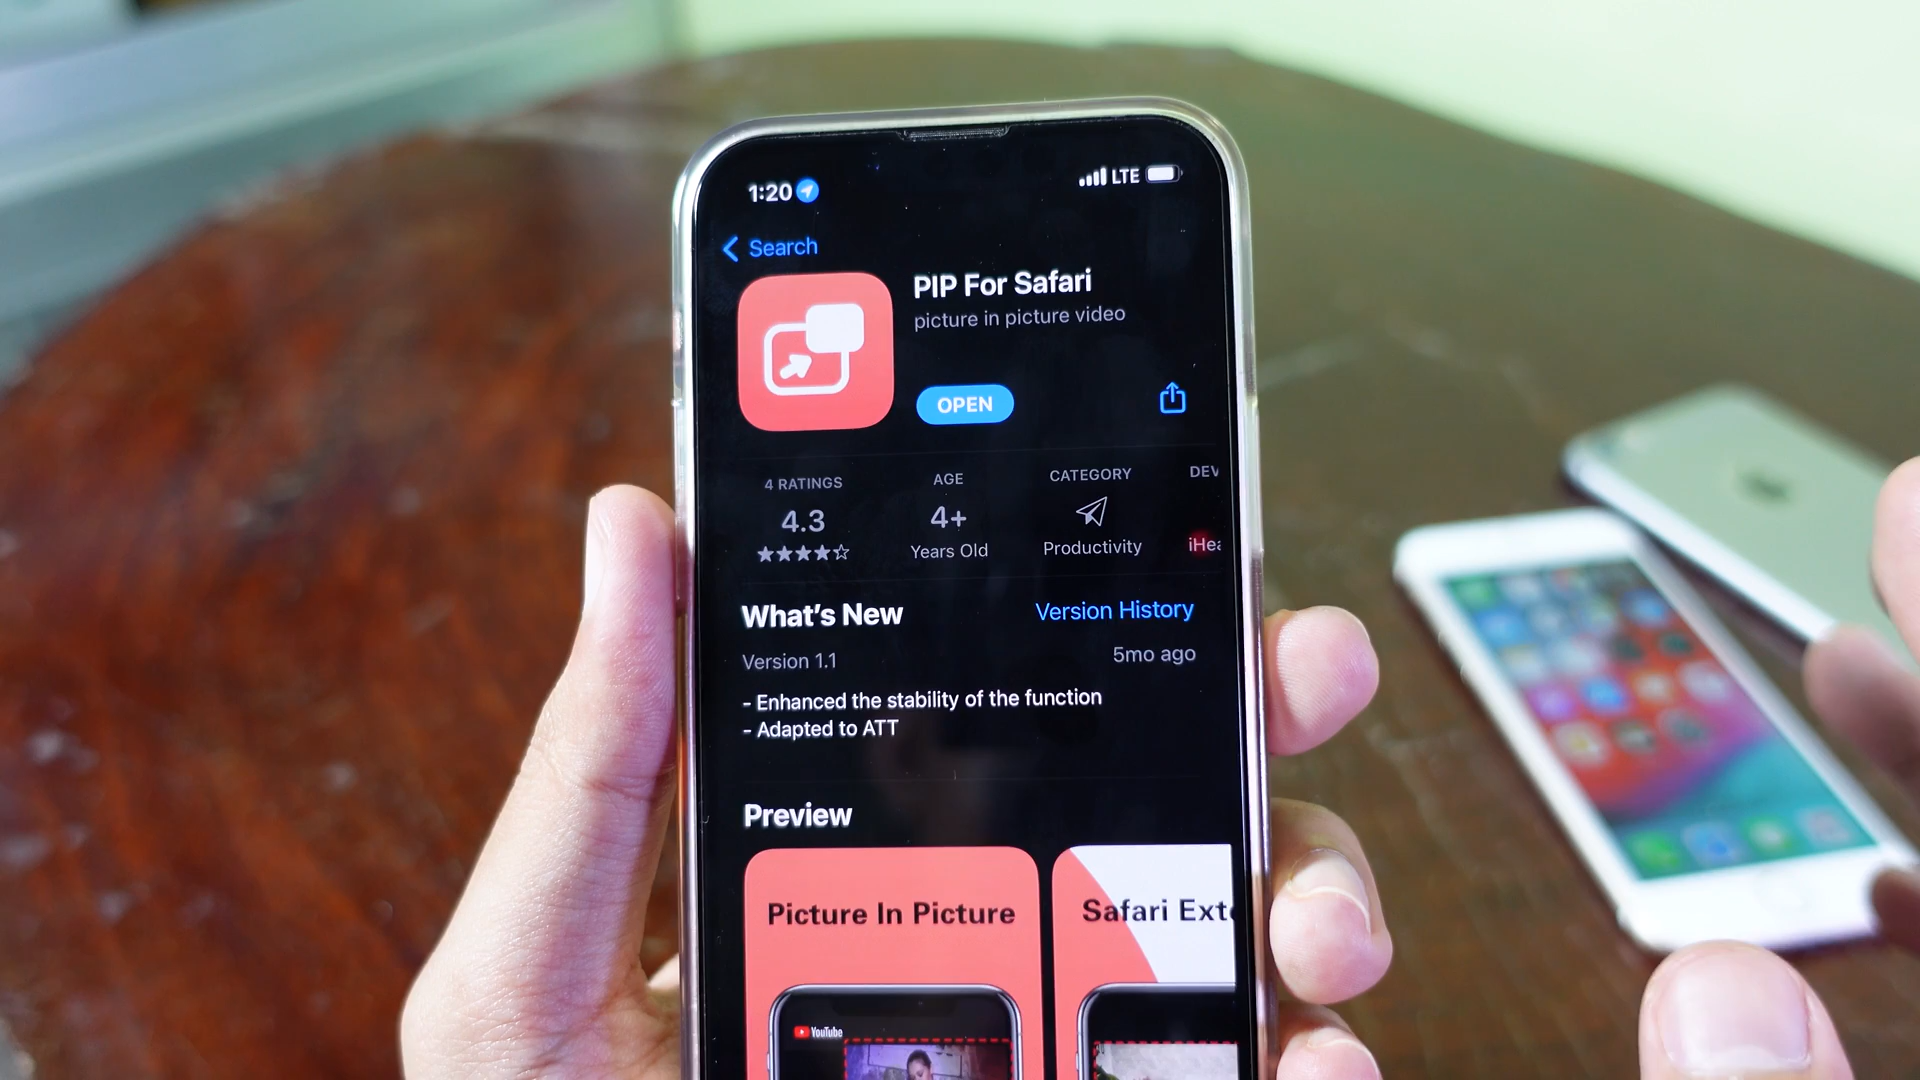 1:20
LTE
Search
PIP For Safari
picture in picture video
OPEN
4 RATINGS
AGE
CATEGORY
4.3
4+
Years Old
Productivity
What's New
Version History
Version 1.1
5mo ago
- Enhanced the stability of the function
- Adapted to ATT
Preview
Picture In Picture
Safari
YouTube